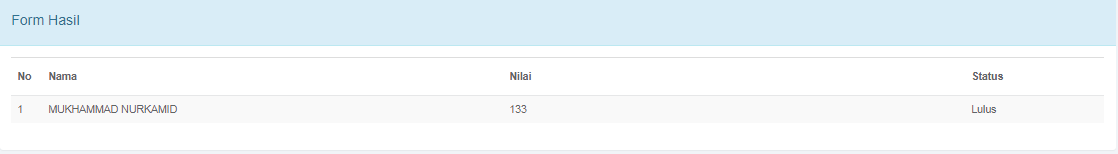 Form Hasil
No Nama Nilai Status
1 MUKHAMMAD NURKAMID 133 Lulus